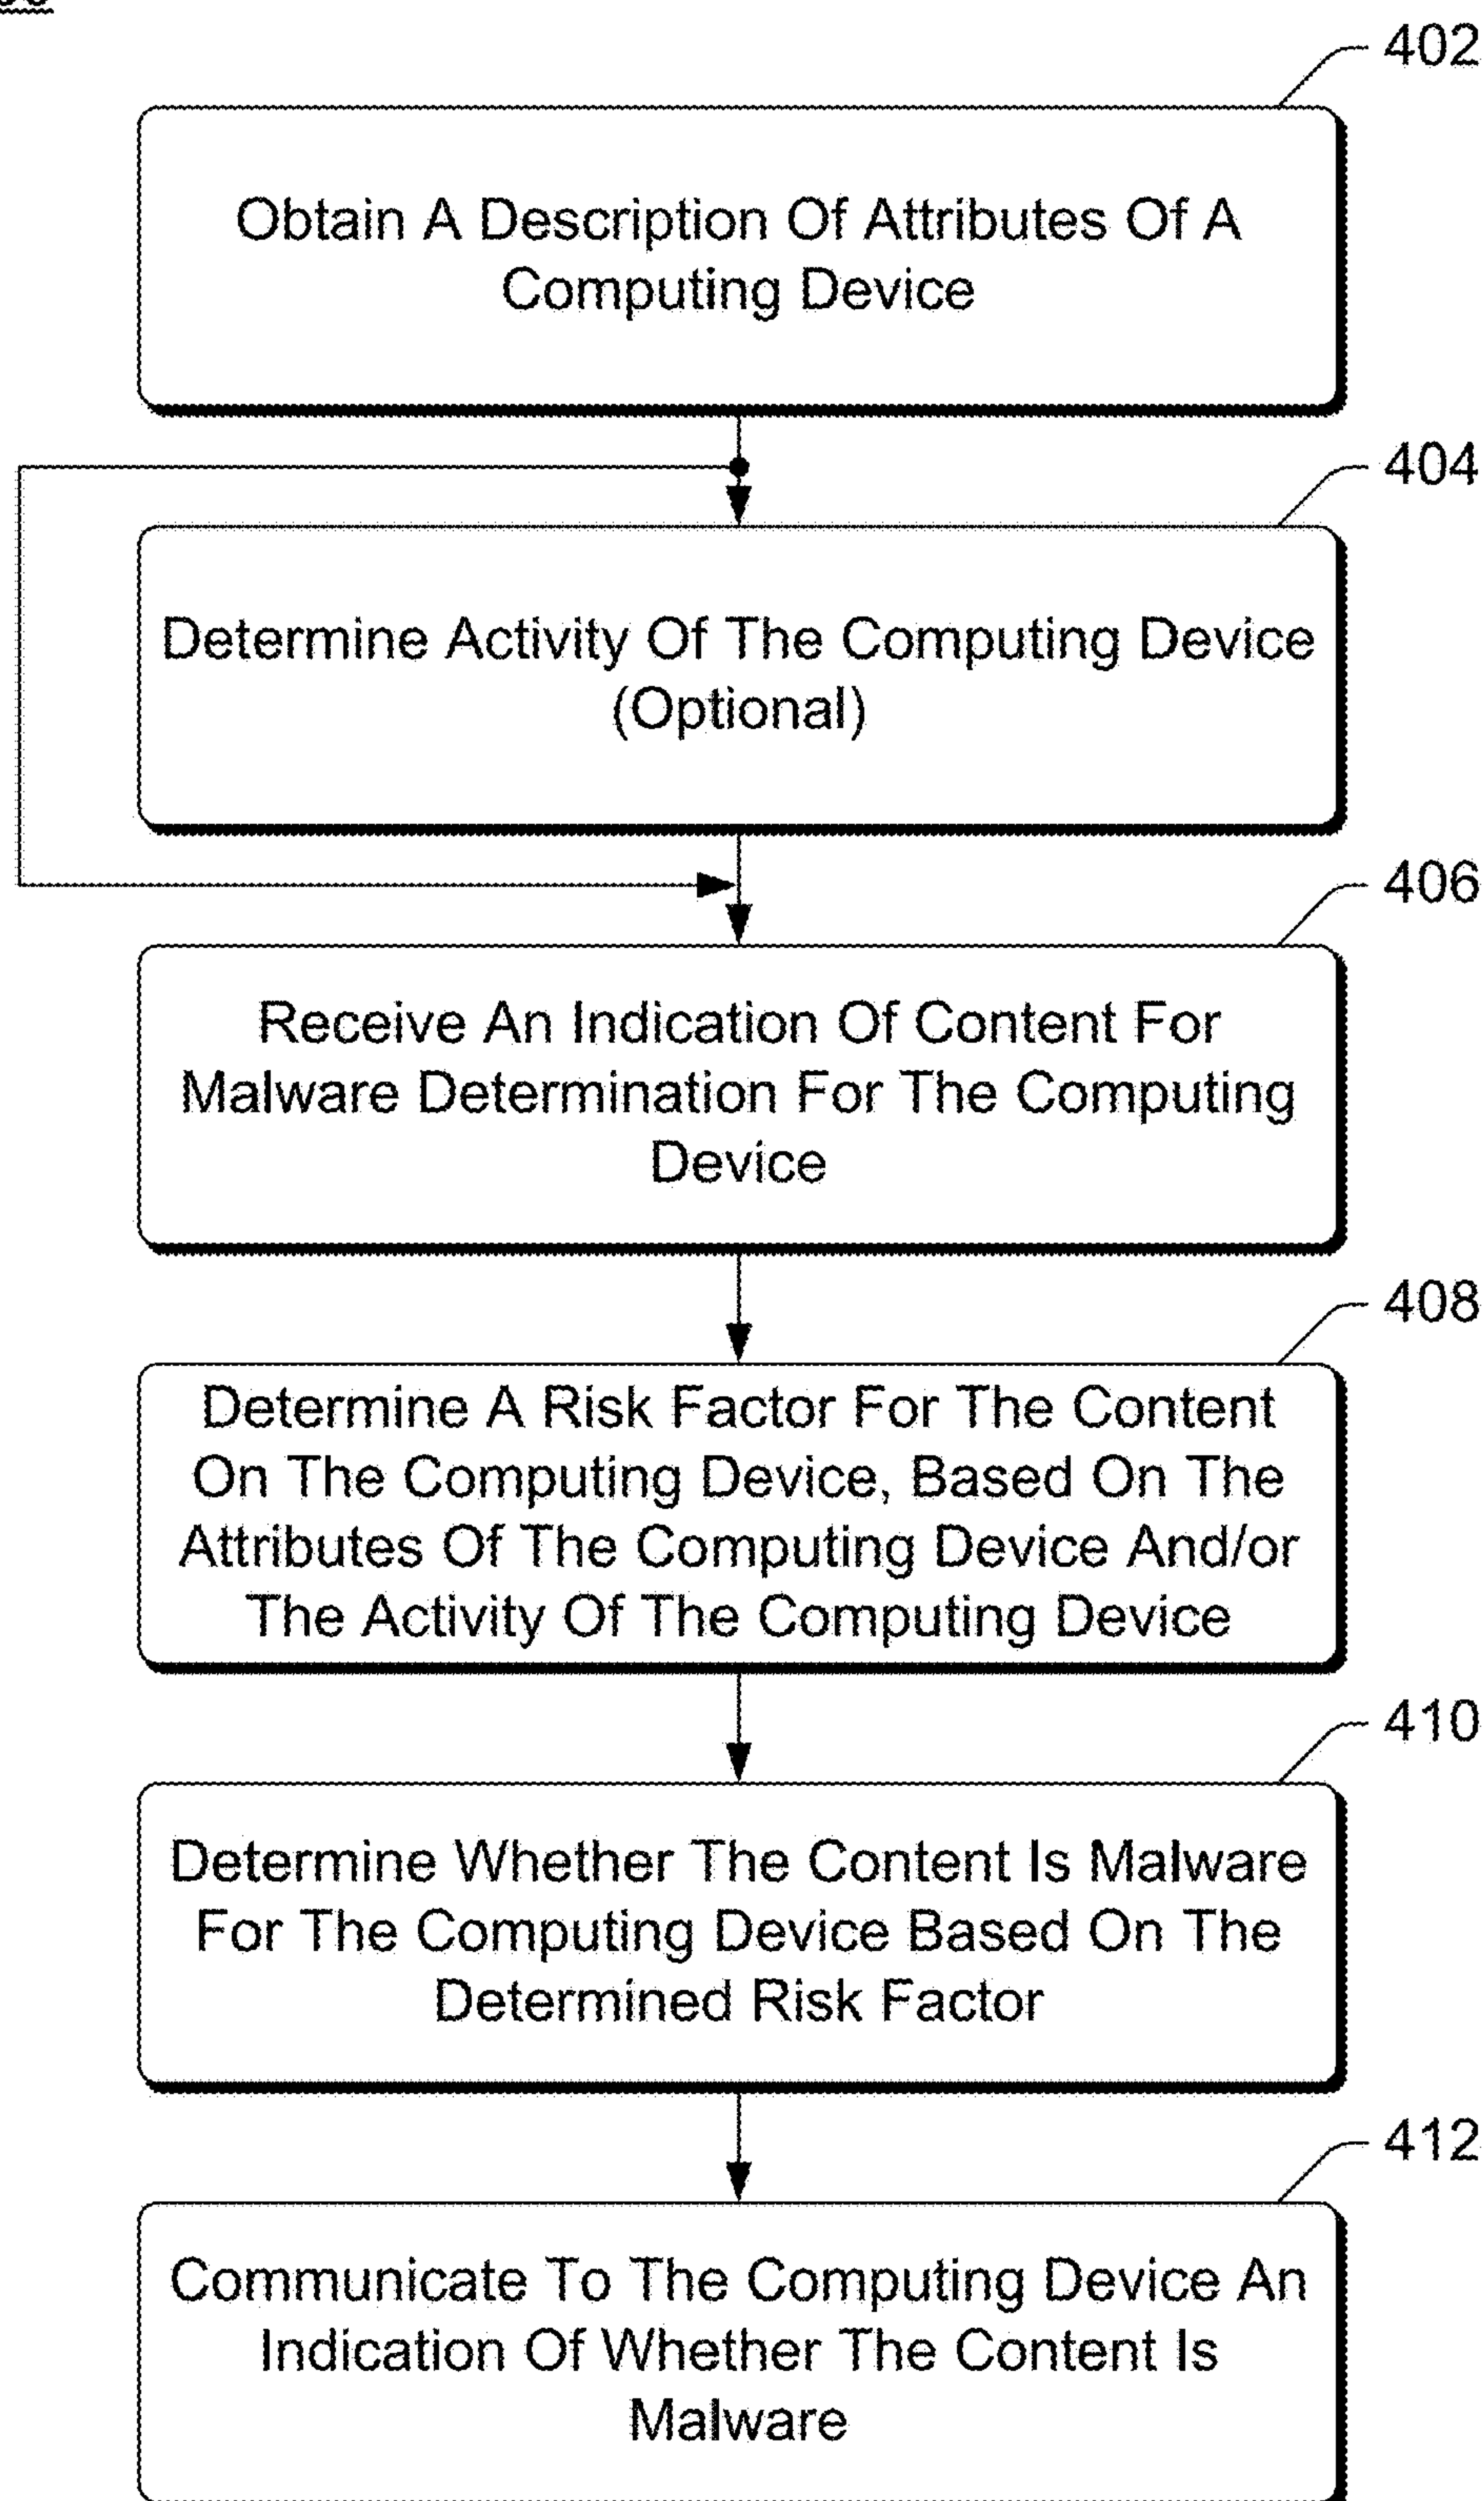 402
Obtain A Description Of Attributes Of A
Computing Device
404
Determine Activity Of The Computing Device
(Optional)
406
Receive An Indication Of Content For
Malware Determination For The Computing
Device
408
Determine A Risk Factor For The Content
On The Computing Device, Based On The
Attributes Of The Computing Device And/or
The Activity Of The Computing Device
410
Determine Whether The Content Is Malware
For The Computing Device Based On The
Determined Risk Factor
412
Communicate To The Computing Device An
Indication Of Whether The Content Is
Malware